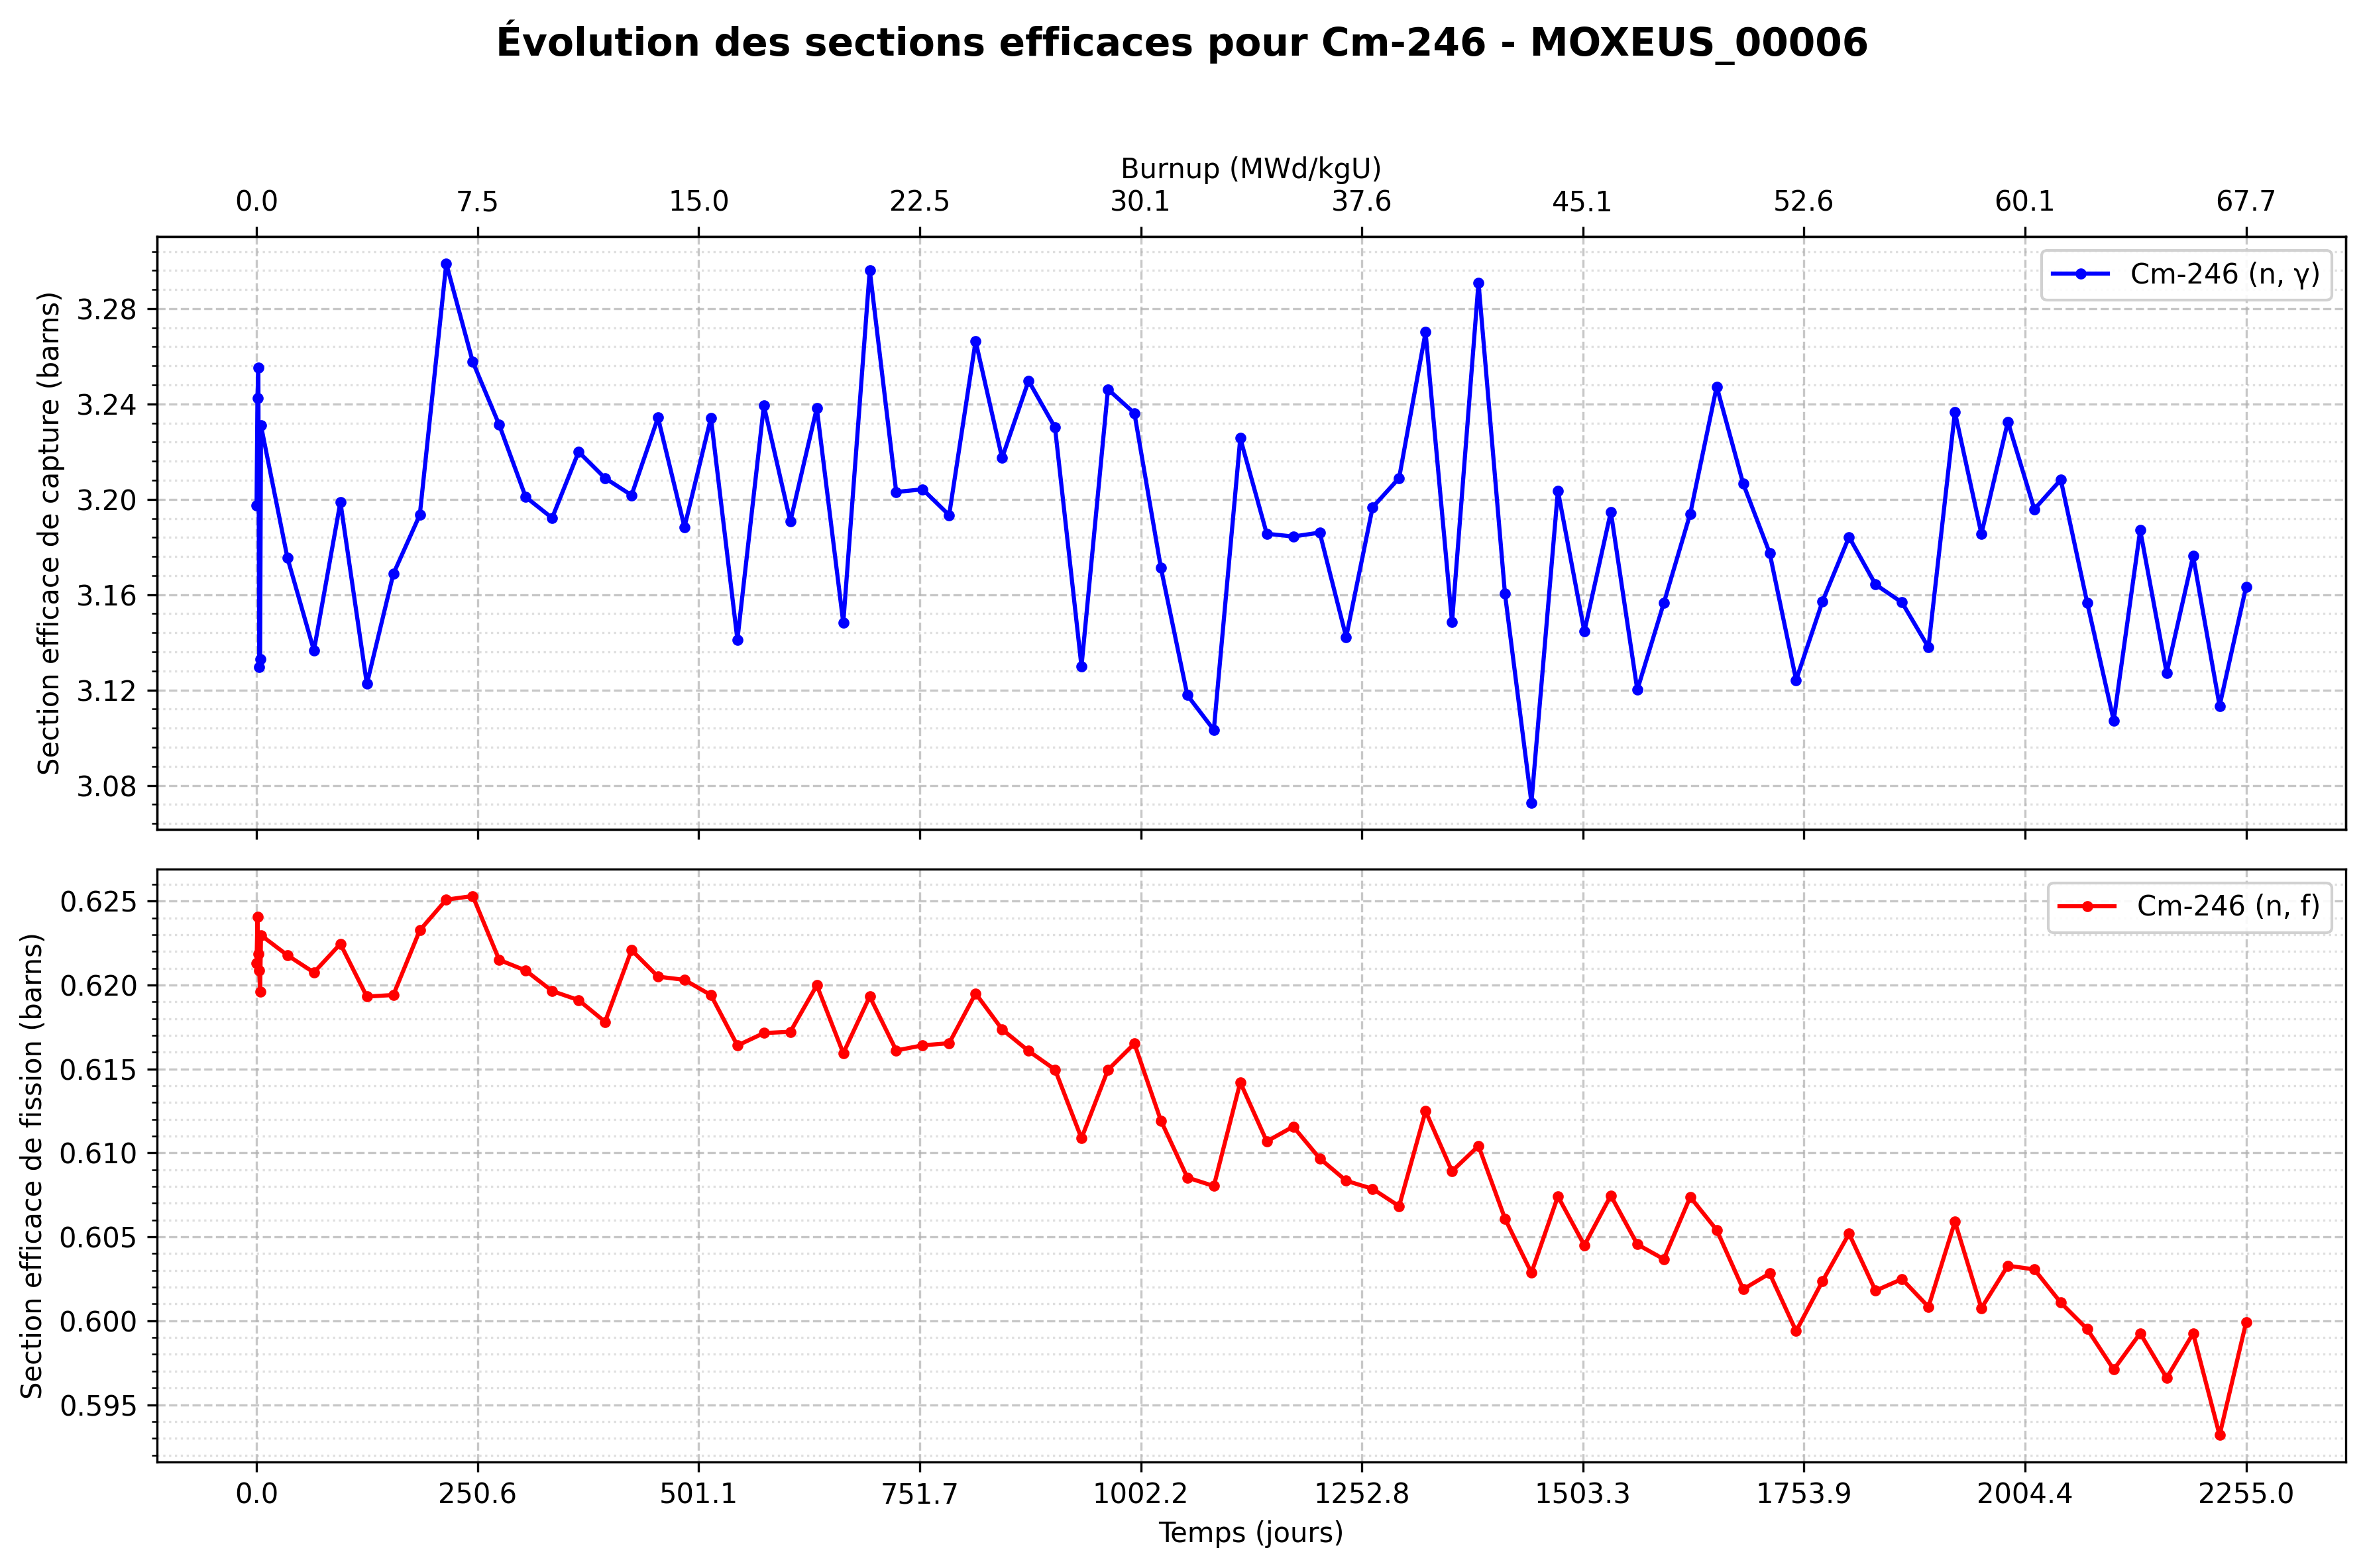 Évolution des sections efficaces pour Cm-246 - MOXEUS_00006
Burnup (MWd/kgU)
0.0 7.5 15.0 22.5 30.1 37.6 45.1 52.6 60.1 67.7
Section efficace de capture (barns)
3.28
3.24
3.20
3.16
3.12
3.08
Cm-246 (n, γ)
Section efficace de fission (barns)
0.625
0.620
0.615
0.610
0.605
0.600
0.595
Cm-246 (n, f)
0.0 250.6 501.1 751.7 1002.2 1252.8 1503.3 1753.9 2004.4 2255.0
Temps (jours)